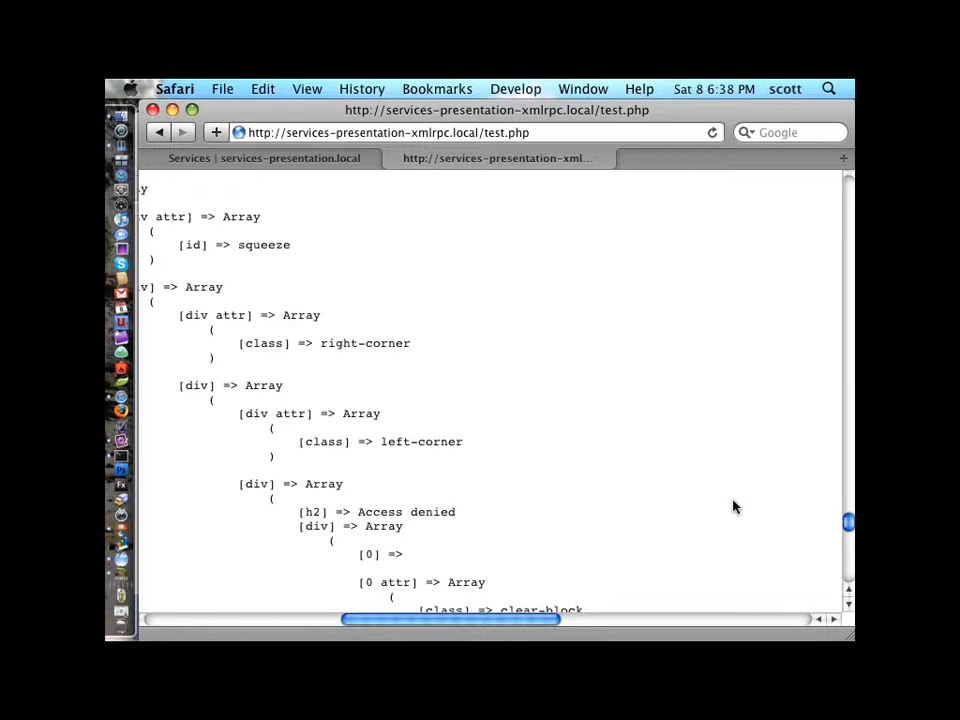 Safari File Edit View History Bookmarks Develop Window Help Sat 8 6:38 PM scott
http://services-presentation-xmlrpc.local/test.php
http://services-presentation-xmlrpc.local/test.php Google
Services | services-presentation.local http://services-presentation-xml...
y
v attr] => Array
(
[id] => squeeze
)
v] => Array
(
[div attr] => Array
(
[class] => right-corner
)
[div] => Array
(
[div attr] => Array
(
[class] => left-corner
)
[div] => Array
(
[h2] => Access denied
[div] => Array
(
[0] =>
[0 attr] => Array
(
[class] => clear-block